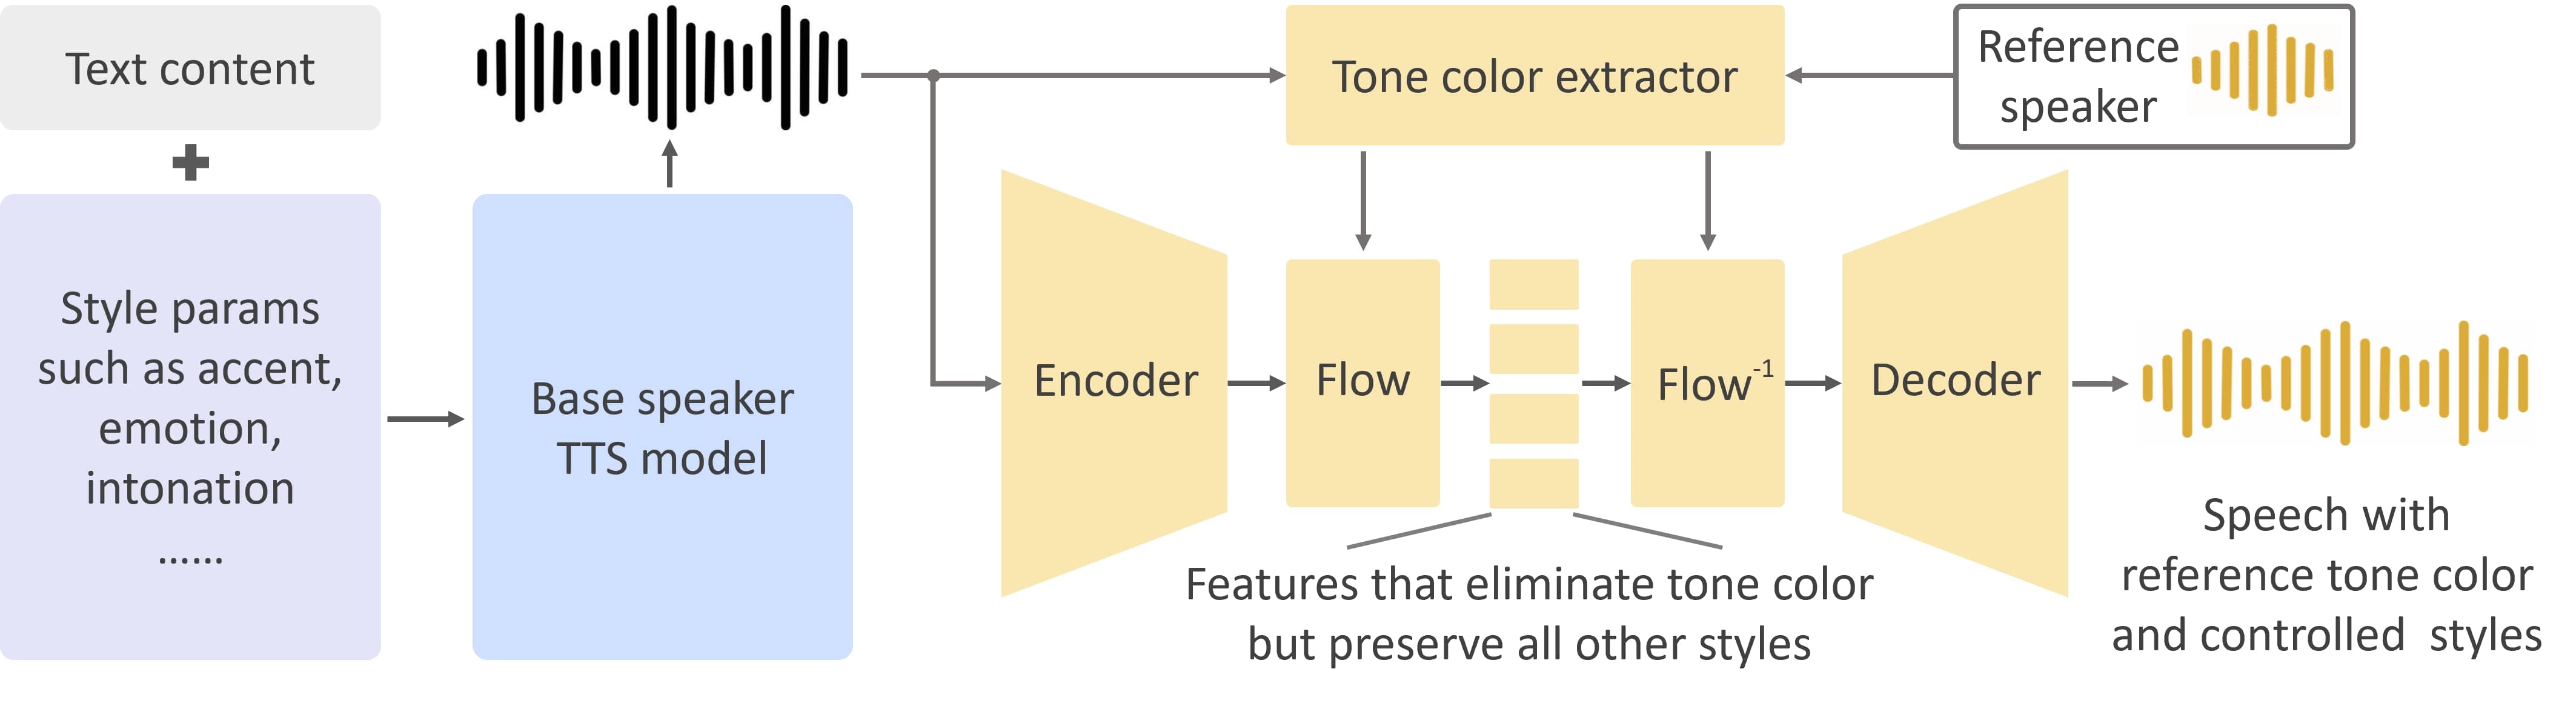 Text content
Style params
such as accent,
emotion,
intonation
......
Base speaker
TTS model
Tone color extractor
Reference
speaker
Encoder
Flow
Flow-1
Decoder
Features that eliminate tone color
but preserve all other styles
Speech with
reference tone color
and controlled styles